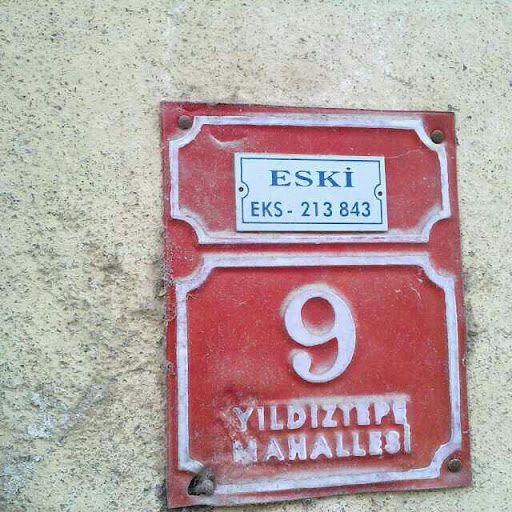 ESKİ
EKS - 213 843
9
YILDIZTEPE
MAHALLESİ